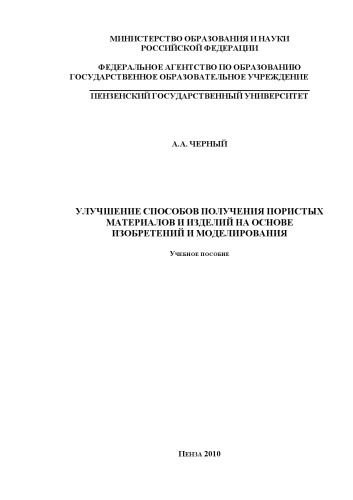 МИНИСТЕРСТВО ОБРАЗОВАНИЯ И НАУКИ
РОССИЙСКОЙ ФЕДЕРАЦИИ
ФЕДЕРАЛЬНОЕ АГЕНТСТВО ПО ОБРАЗОВАНИЮ
ГОСУДАРСТВЕННОЕ ОБРАЗОВАТЕЛЬНОЕ УЧРЕЖДЕНИЕ
ПЕНЗЕНСКИЙ ГОСУДАРСТВЕННЫЙ УНИВЕРСИТЕТ
А.А. ЧЕРНЫЙ
УЛУЧШЕНИЕ СПОСОБОВ ПОЛУЧЕНИЯ ПОРИСТЫХ
МАТЕРИАЛОВ И ИЗДЕЛИЙ НА ОСНОВЕ
ИЗОБРЕТЕНИЙ И МОДЕЛИРОВАНИЯ
УЧЕБНОЕ ПОСОБИЕ
ПЕНЗА 2010